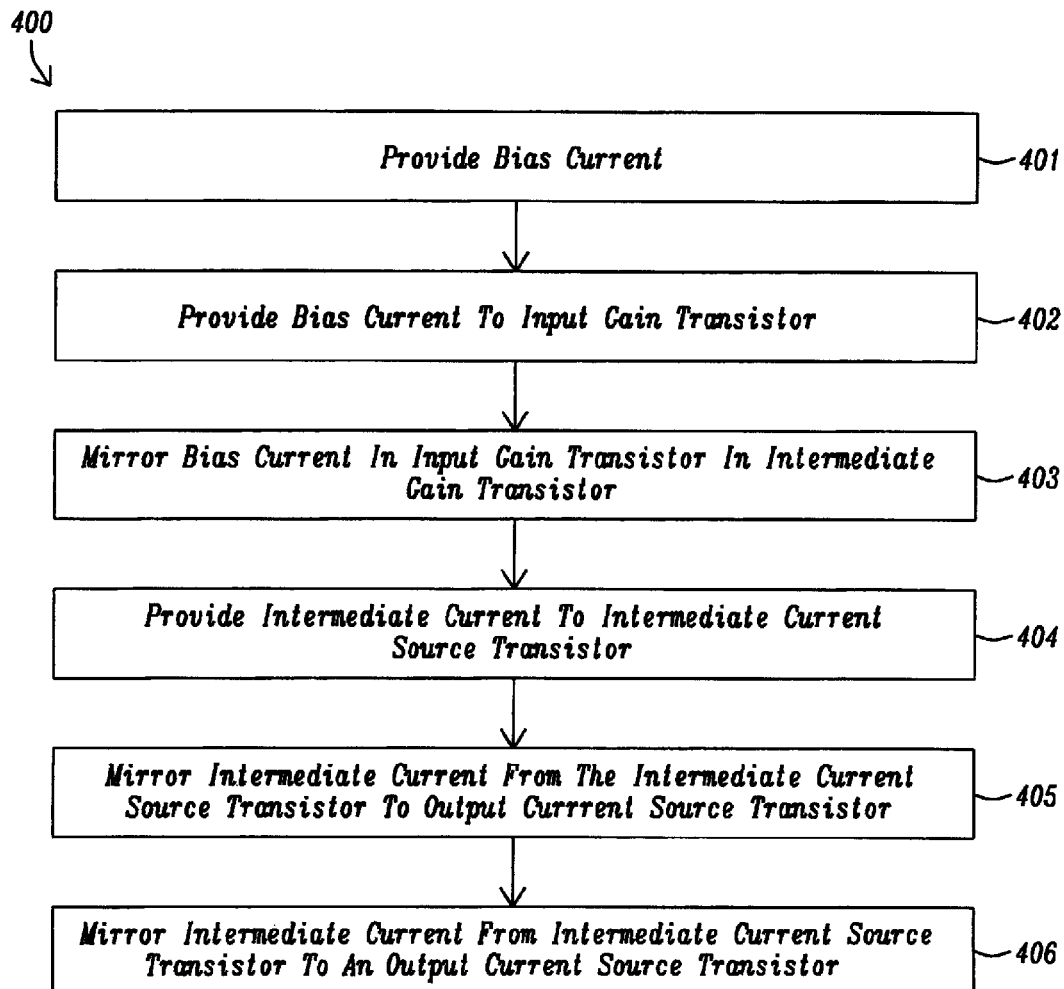 400
Provide Bias Current
401
Provide Bias Current To Input Gain Transistor
402
Mirror Bias Current In Input Gain Transistor In Intermediate
Gain Transistor
403
Provide Intermediate Current To Intermediate Current
Source Transistor
404
Mirror Intermediate Current From The Intermediate Current
Source Transistor To Output Currrent Source Transistor
405
Mirror Intermediate Current From Intermediate Current Source
Transistor To An Output Current Source Transistor
406